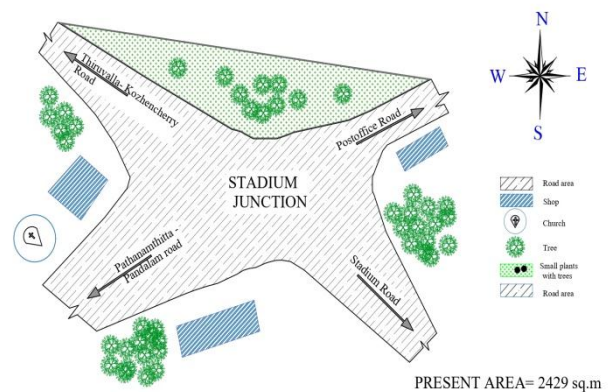 Thiruvalla- Kozhencherry
Road
Postoffice Road
STADIUM
JUNCTION
Pathanamthitta -
Pandalam road
Stadium Road
N
W
E
S
Road area
Shop
Church
Tree
Small plants
with trees
Road area
PRESENT AREA= 2429 sq.m